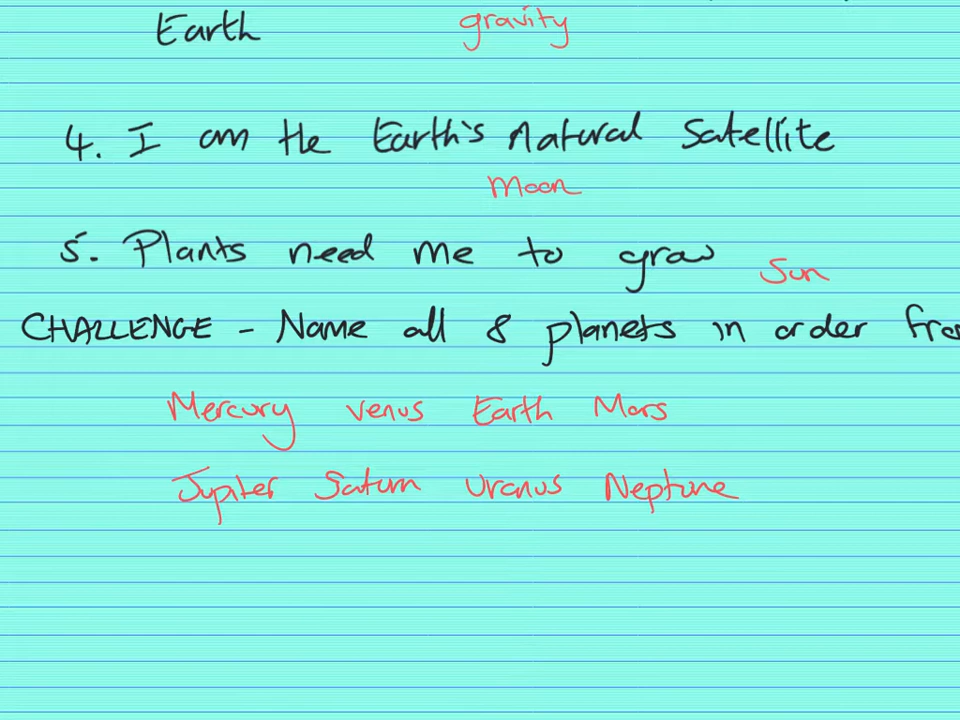 Earth gravity
4. I am the Earth's Natural Satellite
Moon
5. Plants need me to grow
Sun
CHALLENGE - Name all 8 planets in order
Mercury Venus Earth Mars
Jupiter Saturn Uranus Neptune